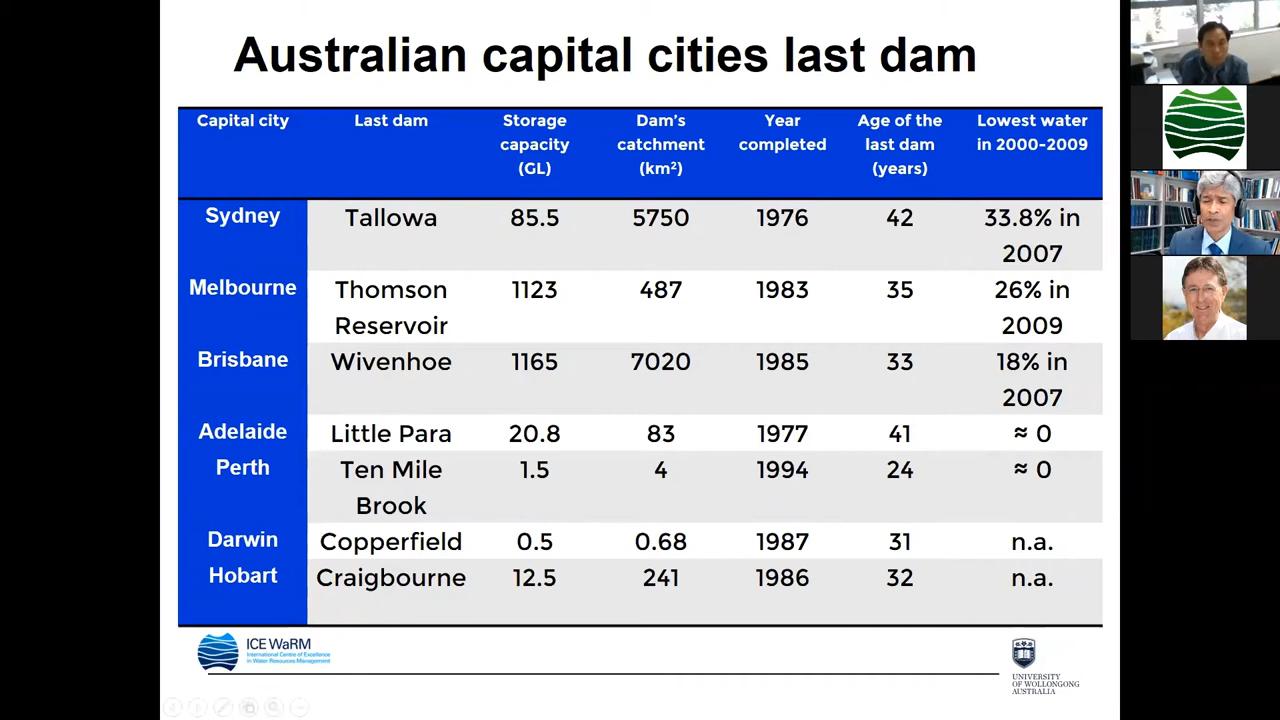 Australian capital cities last dam
Capital city Last dam Storage Dam's Year Age of the Lowest water
capacity catchment completed last dam in 2000-2009
(GL) (km²) (years)
Sydney Tallowa 85.5 5750 1976 42 33.8% in
2007
Melbourne Thomson 1123 487 1983 35 26% in
Reservoir 2009
Brisbane Wivenhoe 1165 7020 1985 33 18% in
2007
Adelaide Little Para 20.8 83 1977 41 ≈ 0
Perth Ten Mile 1.5 4 1994 24 ≈ 0
Brook
Darwin Copperfield 0.5 0.68 1987 31 n.a.
Hobart Craigbourne 12.5 241 1986 32 n.a.
ICE WaRM
International Centre of Excellence
in Water Resources Management
UNIVERSITY
OF WOLLONGONG
AUSTRALIA